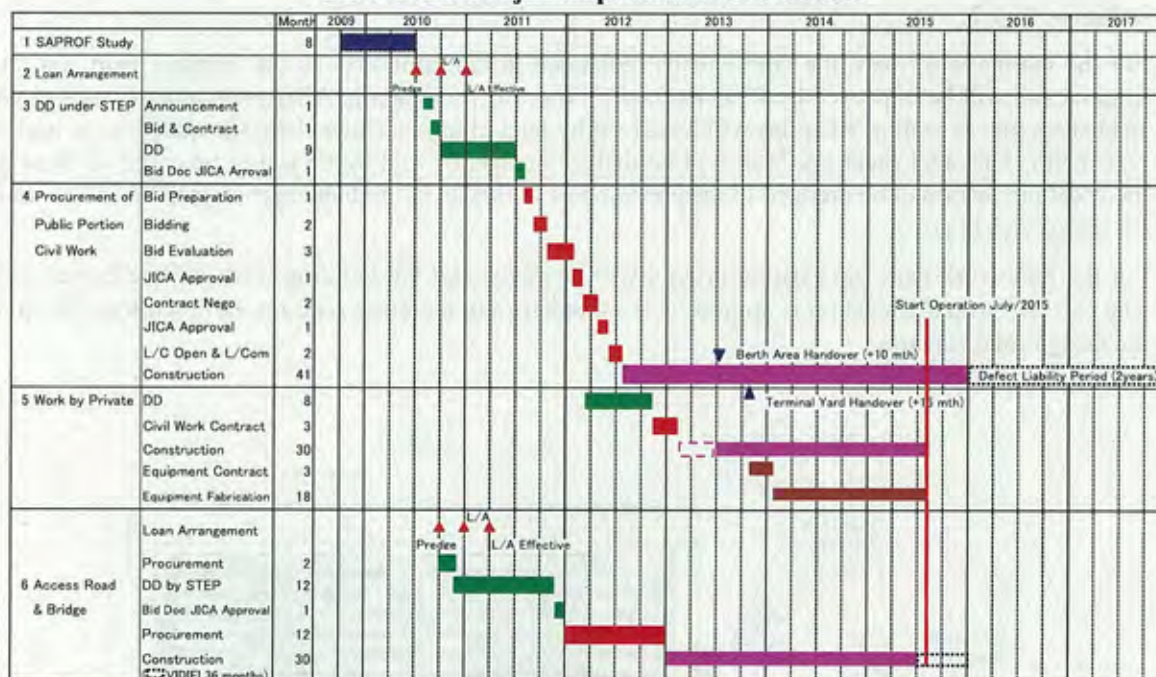 Month 2009 2010 2011 2012 2013 2014 2015 2016 2017
1 SAPROF Study 8
2 Loan Arrangement
L/A
Predge L/A Effective
3 DD under STEP Announcement 1
Bid & Contract 1
DD 9
Bid Doc JICA Arroval 1
4 Procurement of Bid Preparation 1
Public Portion Bidding 2
Civil Work Bid Evaluation 3
JICA Approval 1
Contract Nego 2
Start Operation July/2015
JICA Approval 1
L/C Open & L/Com 2 Berth Area Handover (+10 mth)
Construction 41 Defect Liability Period (2years)
5 Work by Private DD 8 Terminal Yard Handover (+15 mth)
Civil Work Contract 3
Construction 30
Equipment Contract 3
Equipment Fabrication 18
Loan Arrangement L/A
Predge L/A Effective
Procurement 2
6 Access Road DD by STEP 12
& Bridge Bid Doc JICA Approval 1
Procurement 12
Construction 30